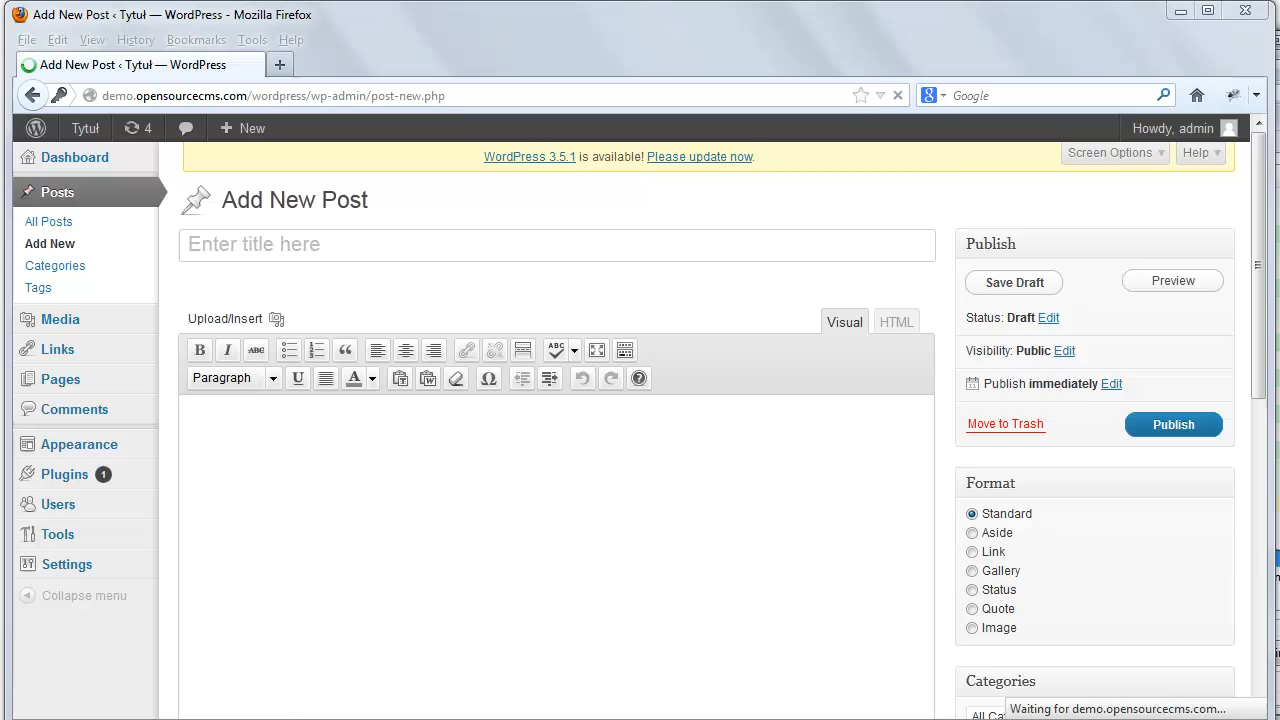 Add New Post ‹ Tytuł — WordPress - Mozilla Firefox
File Edit View History Bookmarks Tools Help
Add New Post ‹ Tytuł — WordPress
demo.opensourcecms.com/wordpress/wp-admin/post-new.php
Google
Tytuł 4 New Howdy, admin
WordPress 3.5.1 is available! Please update now.
Screen Options Help
Dashboard
Posts
All Posts
Add New
Categories
Tags
Media
Links
Pages
Comments
Appearance
Plugins 1
Users
Tools
Settings
Collapse menu
Add New Post
Enter title here
Upload/Insert
Visual HTML
B I ABC ABC
Paragraph U A Ω
Publish
Save Draft Preview
Status: Draft Edit
Visibility: Public Edit
Publish immediately Edit
Move to Trash Publish
Format
Standard
Aside
Link
Gallery
Status
Quote
Image
Categories
Waiting for demo.opensourcecms.com...